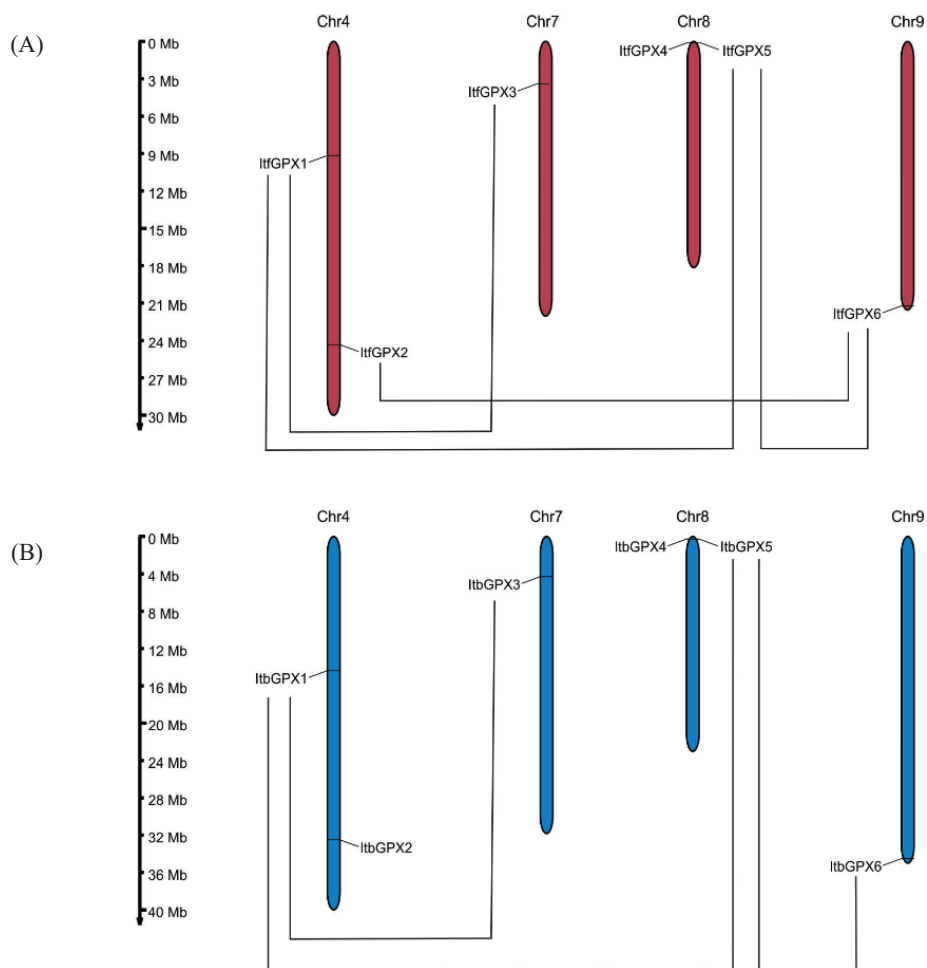 (A)
Chr4 Chr7 Chr8 Chr9
0 Mb
3 Mb
6 Mb
9 Mb
12 Mb
15 Mb
18 Mb
21 Mb
24 Mb
27 Mb
30 Mb
ItfGPX1
ItfGPX2
ItfGPX3
ItfGPX4
ItfGPX5
ItfGPX6
(B)
Chr4 Chr7 Chr8 Chr9
0 Mb
4 Mb
8 Mb
12 Mb
16 Mb
20 Mb
24 Mb
28 Mb
32 Mb
36 Mb
40 Mb
ItbGPX1
ItbGPX2
ItbGPX3
ItbGPX4
ItbGPX5
ItbGPX6